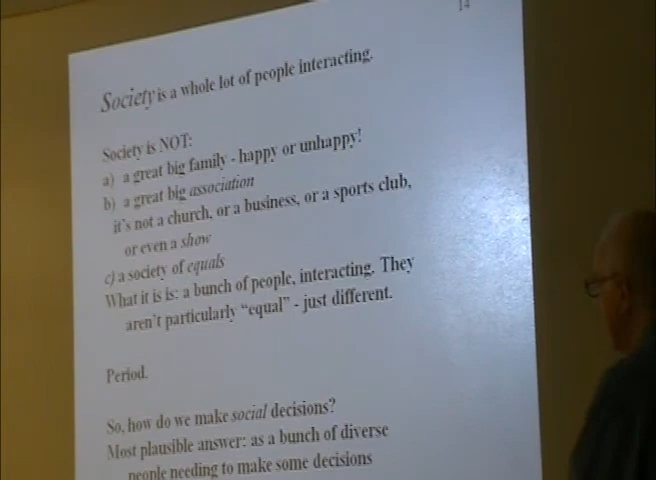 14
Society is a whole lot of people interacting.
Society is NOT:
a) a great big family - happy or unhappy!
b) a great big association
it's not a church, or a business, or a sports club,
or even a show
c) a society of equals
What it is is: a bunch of people, interacting. They
aren't particularly “equal” - just different.
Period.
So, how do we make social decisions?
Most plausible answer: as a bunch of diverse
people needing to make some decisions